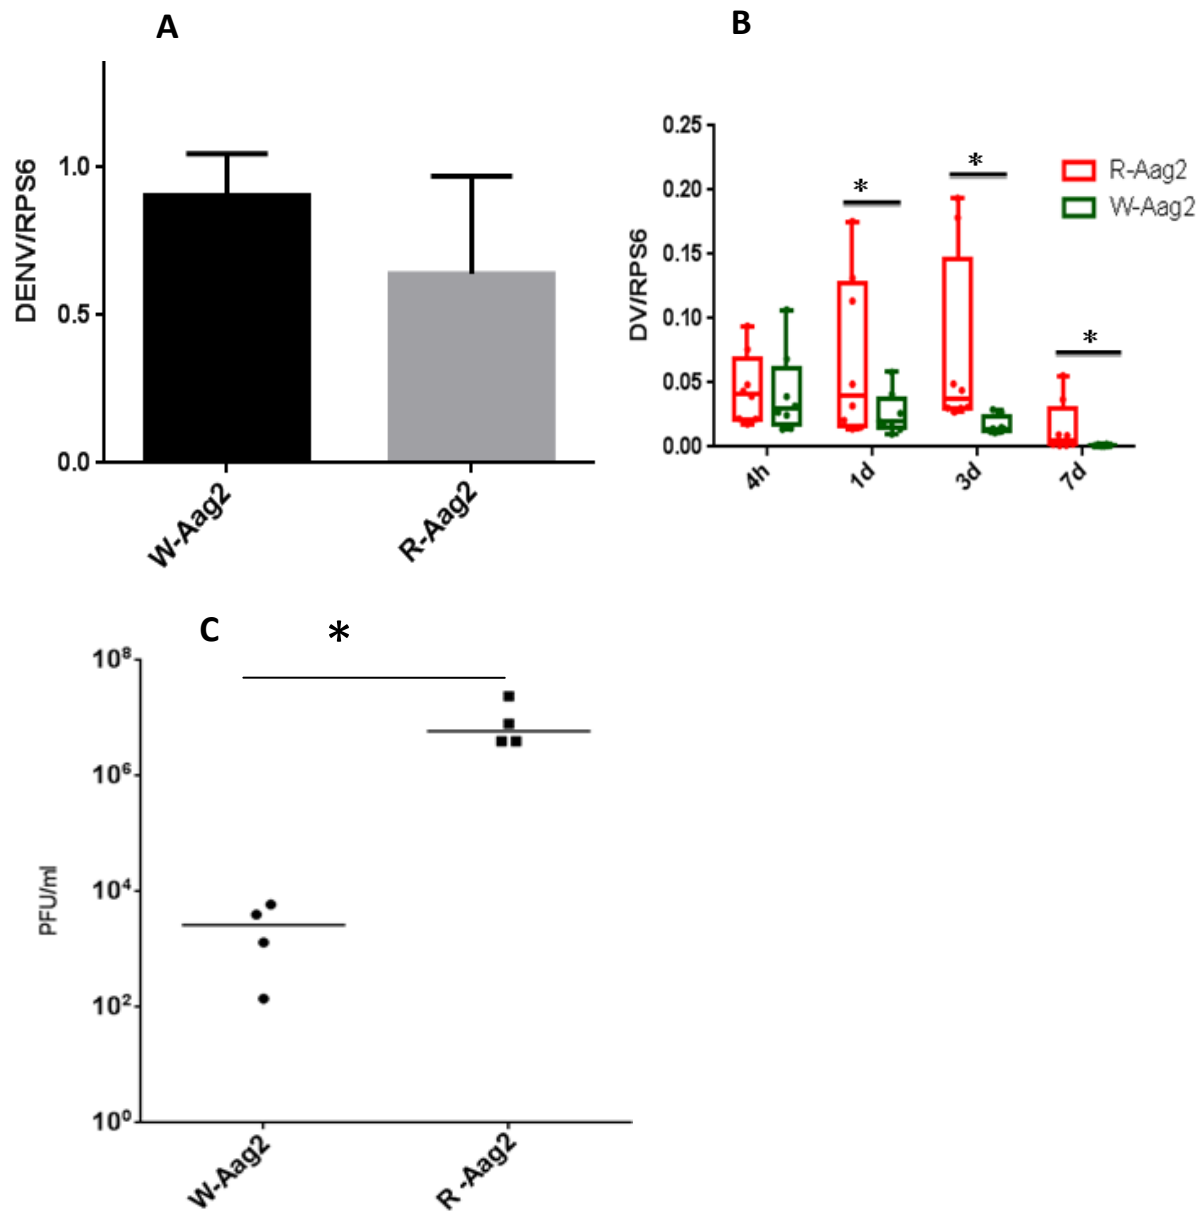 A
DENV/RPS6
1.0
0.5
0.0
W-Aag2
R-Aag2
B
DV/RPS6
0.25
0.20
0.15
0.10
0.05
0.00
*
*
*
R-Aag2
W-Aag2
4h
1d
3d
7d
C
*
PFU/ml
10⁸
10⁶
10⁴
10²
10⁰
W-Aag2
R -Aag2